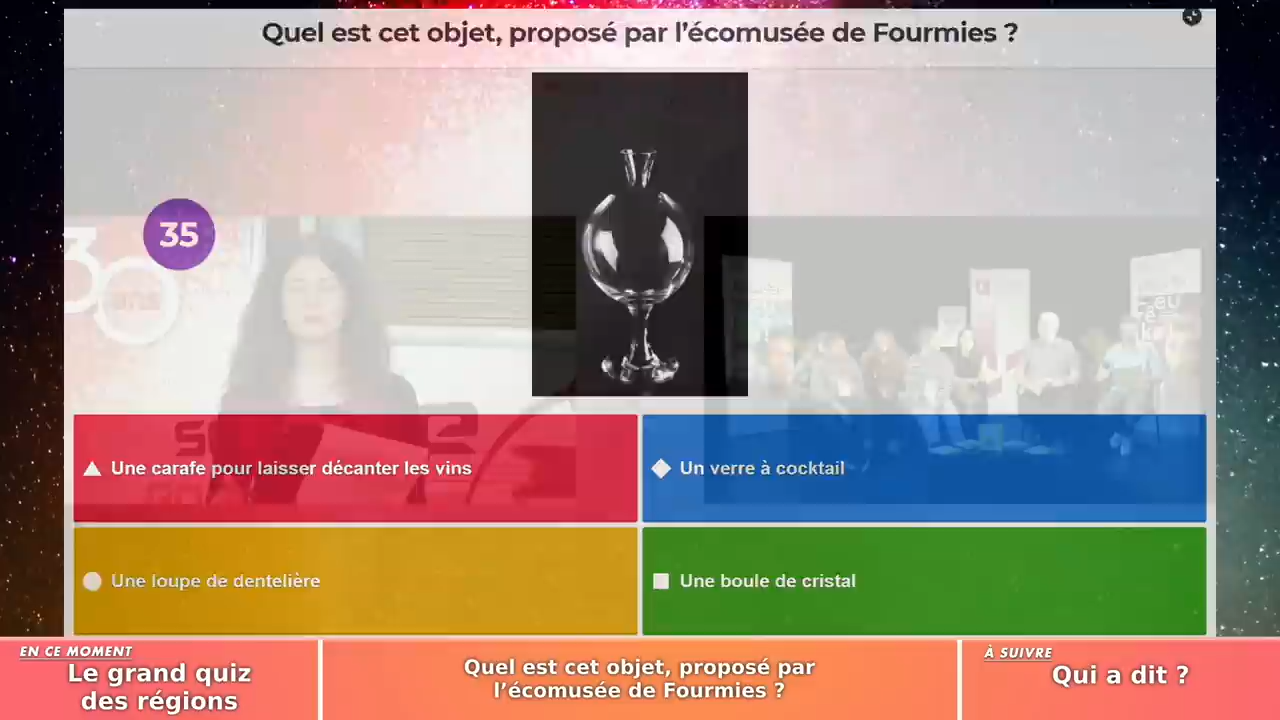 Quel est cet objet, proposé par l’écomusée de Fourmies ?
35
ans
Une carafe pour laisser décanter les vins
Un verre à cocktail
Une loupe de dentelière
Une boule de cristal
EN CE MOMENT
Le grand quiz
des régions
Quel est cet objet, proposé par
l’écomusée de Fourmies ?
À SUIVRE
Qui a dit ?